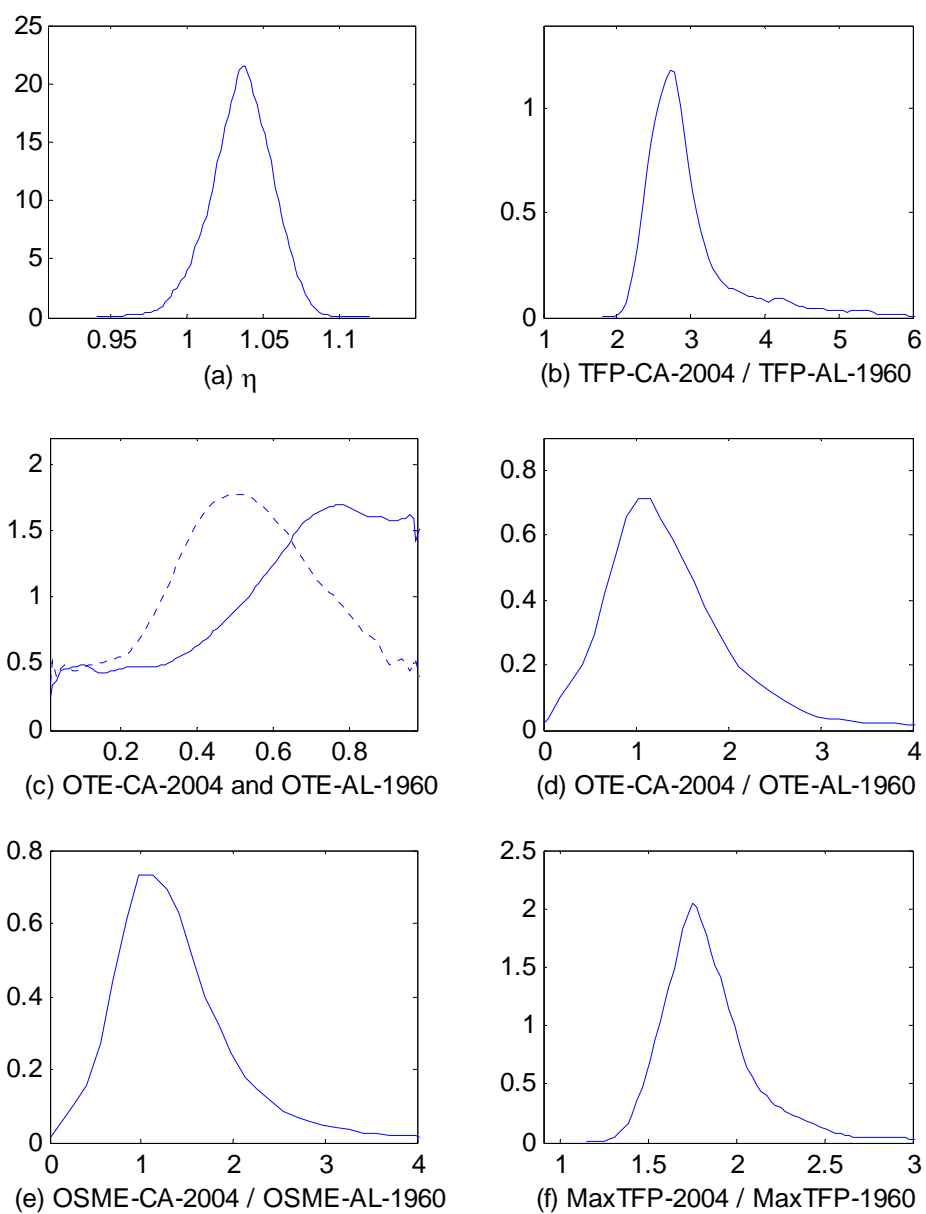 25
20
15
10
5
0
0.95 1 1.05 1.1
(a) η
1
0.5
0
1 2 3 4 5 6
(b) TFP-CA-2004 / TFP-AL-1960
2
1.5
1
0.5
0
0.2 0.4 0.6 0.8
(c) OTE-CA-2004 and OTE-AL-1960
0.8
0.6
0.4
0.2
0
0 1 2 3 4
(d) OTE-CA-2004 / OTE-AL-1960
0.8
0.6
0.4
0.2
0
0 1 2 3 4
(e) OSME-CA-2004 / OSME-AL-1960
2.5
2
1.5
1
0.5
0
1 1.5 2 2.5 3
(f) MaxTFP-2004 / MaxTFP-1960